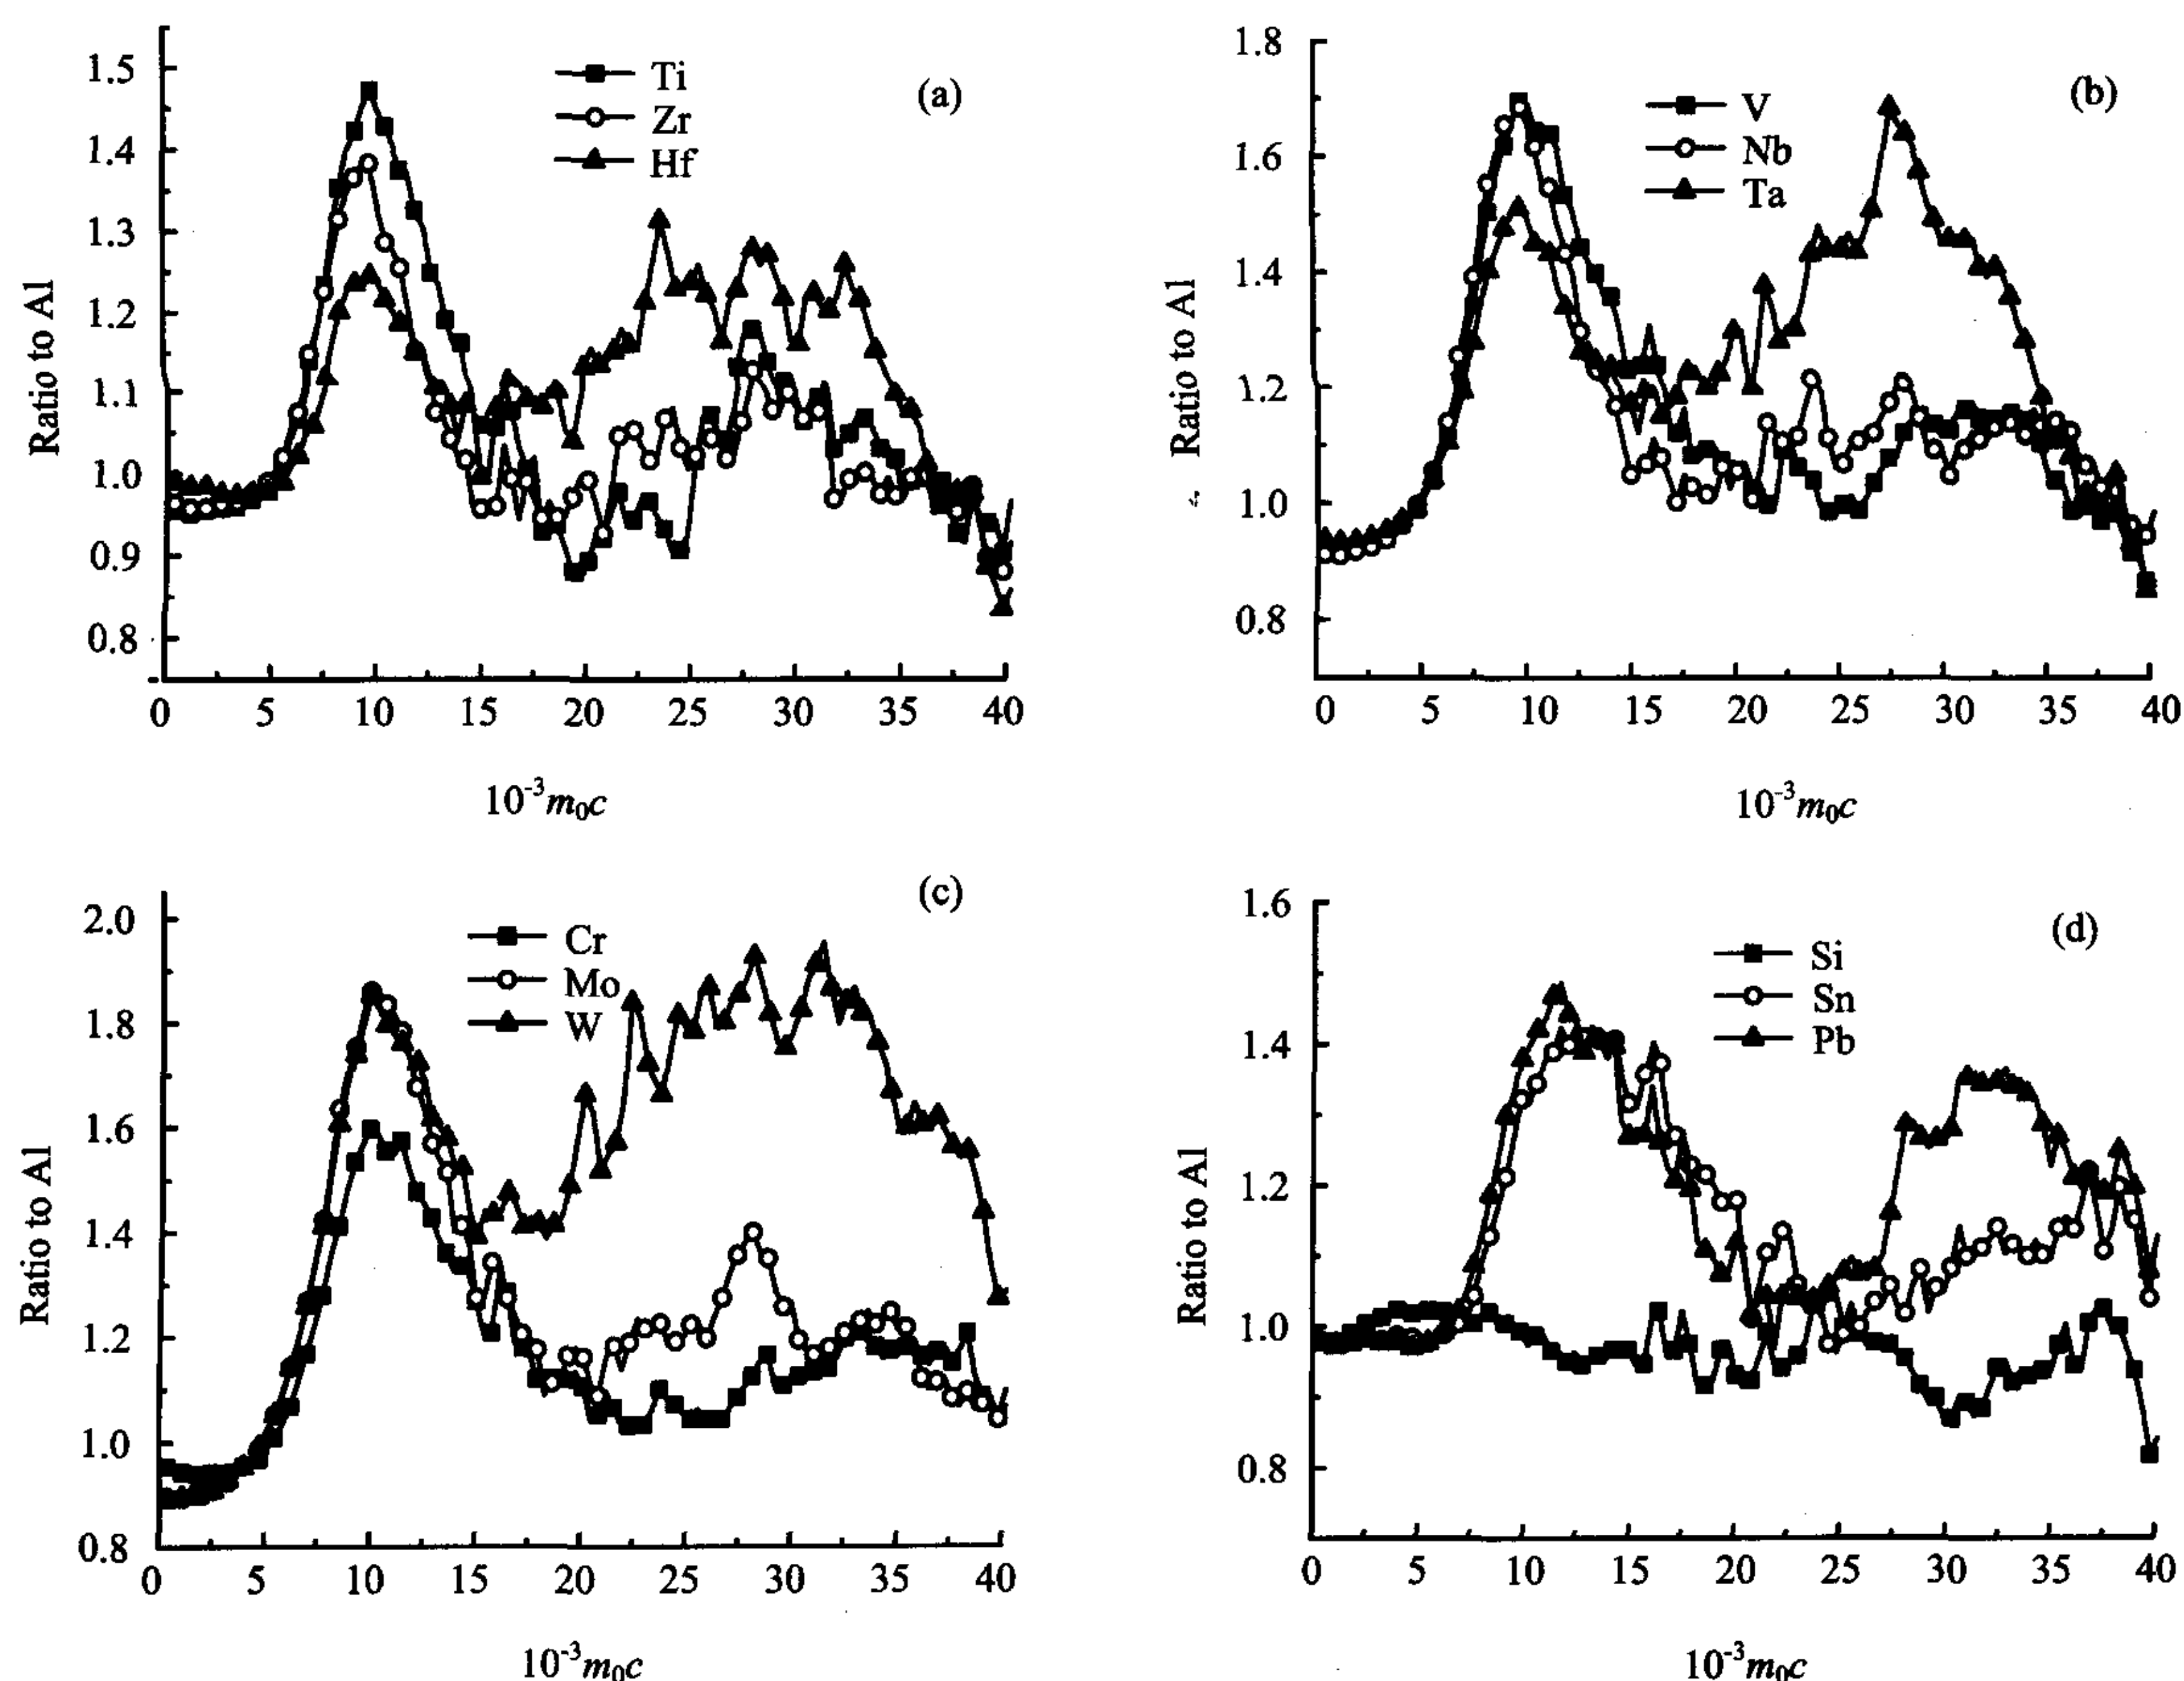 (a)
Ti
Zr
Hf
Ratio to Al
1.5
1.4
1.3
1.2
1.1
1.0
0.9
0.8
0 5 10 15 20 25 30 35 40
10⁻³m₀c
(b)
V
Nb
Ta
Ratio to Al
1.8
1.6
1.4
1.2
1.0
0.8
0 5 10 15 20 25 30 35 40
10⁻³m₀c
(c)
Cr
Mo
W
Ratio to Al
2.0
1.8
1.6
1.4
1.2
1.0
0.8
0 5 10 15 20 25 30 35 40
10⁻³m₀c
(d)
Si
Sn
Pb
Ratio to Al
1.6
1.4
1.2
1.0
0.8
0 5 10 15 20 25 30 35 40
10⁻³m₀c